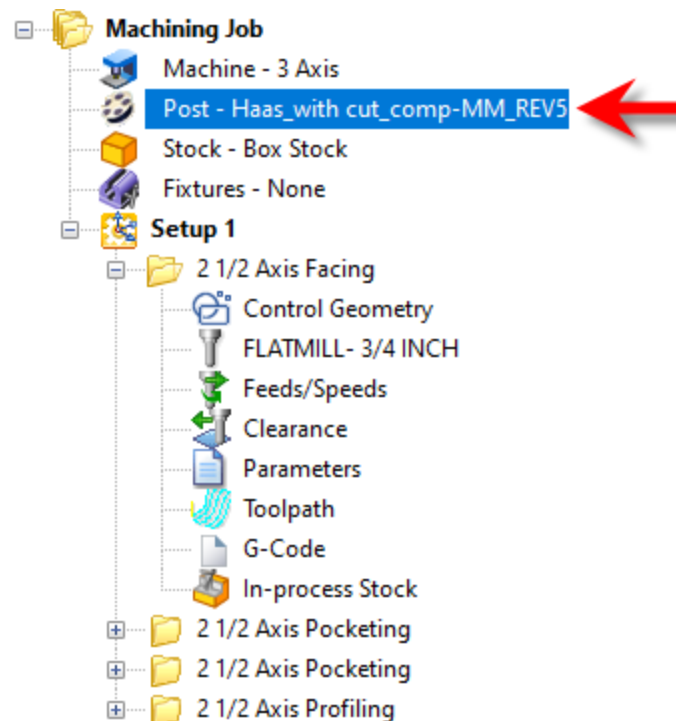 Machining Job
Machine - 3 Axis
Post - Haas_with cut_comp-MM_REV5
Stock - Box Stock
Fixtures - None
Setup 1
2 1/2 Axis Facing
Control Geometry
FLATMILL- 3/4 INCH
Feeds/Speeds
Clearance
Parameters
Toolpath
G-Code
In-process Stock
2 1/2 Axis Pocketing
2 1/2 Axis Pocketing
2 1/2 Axis Profiling